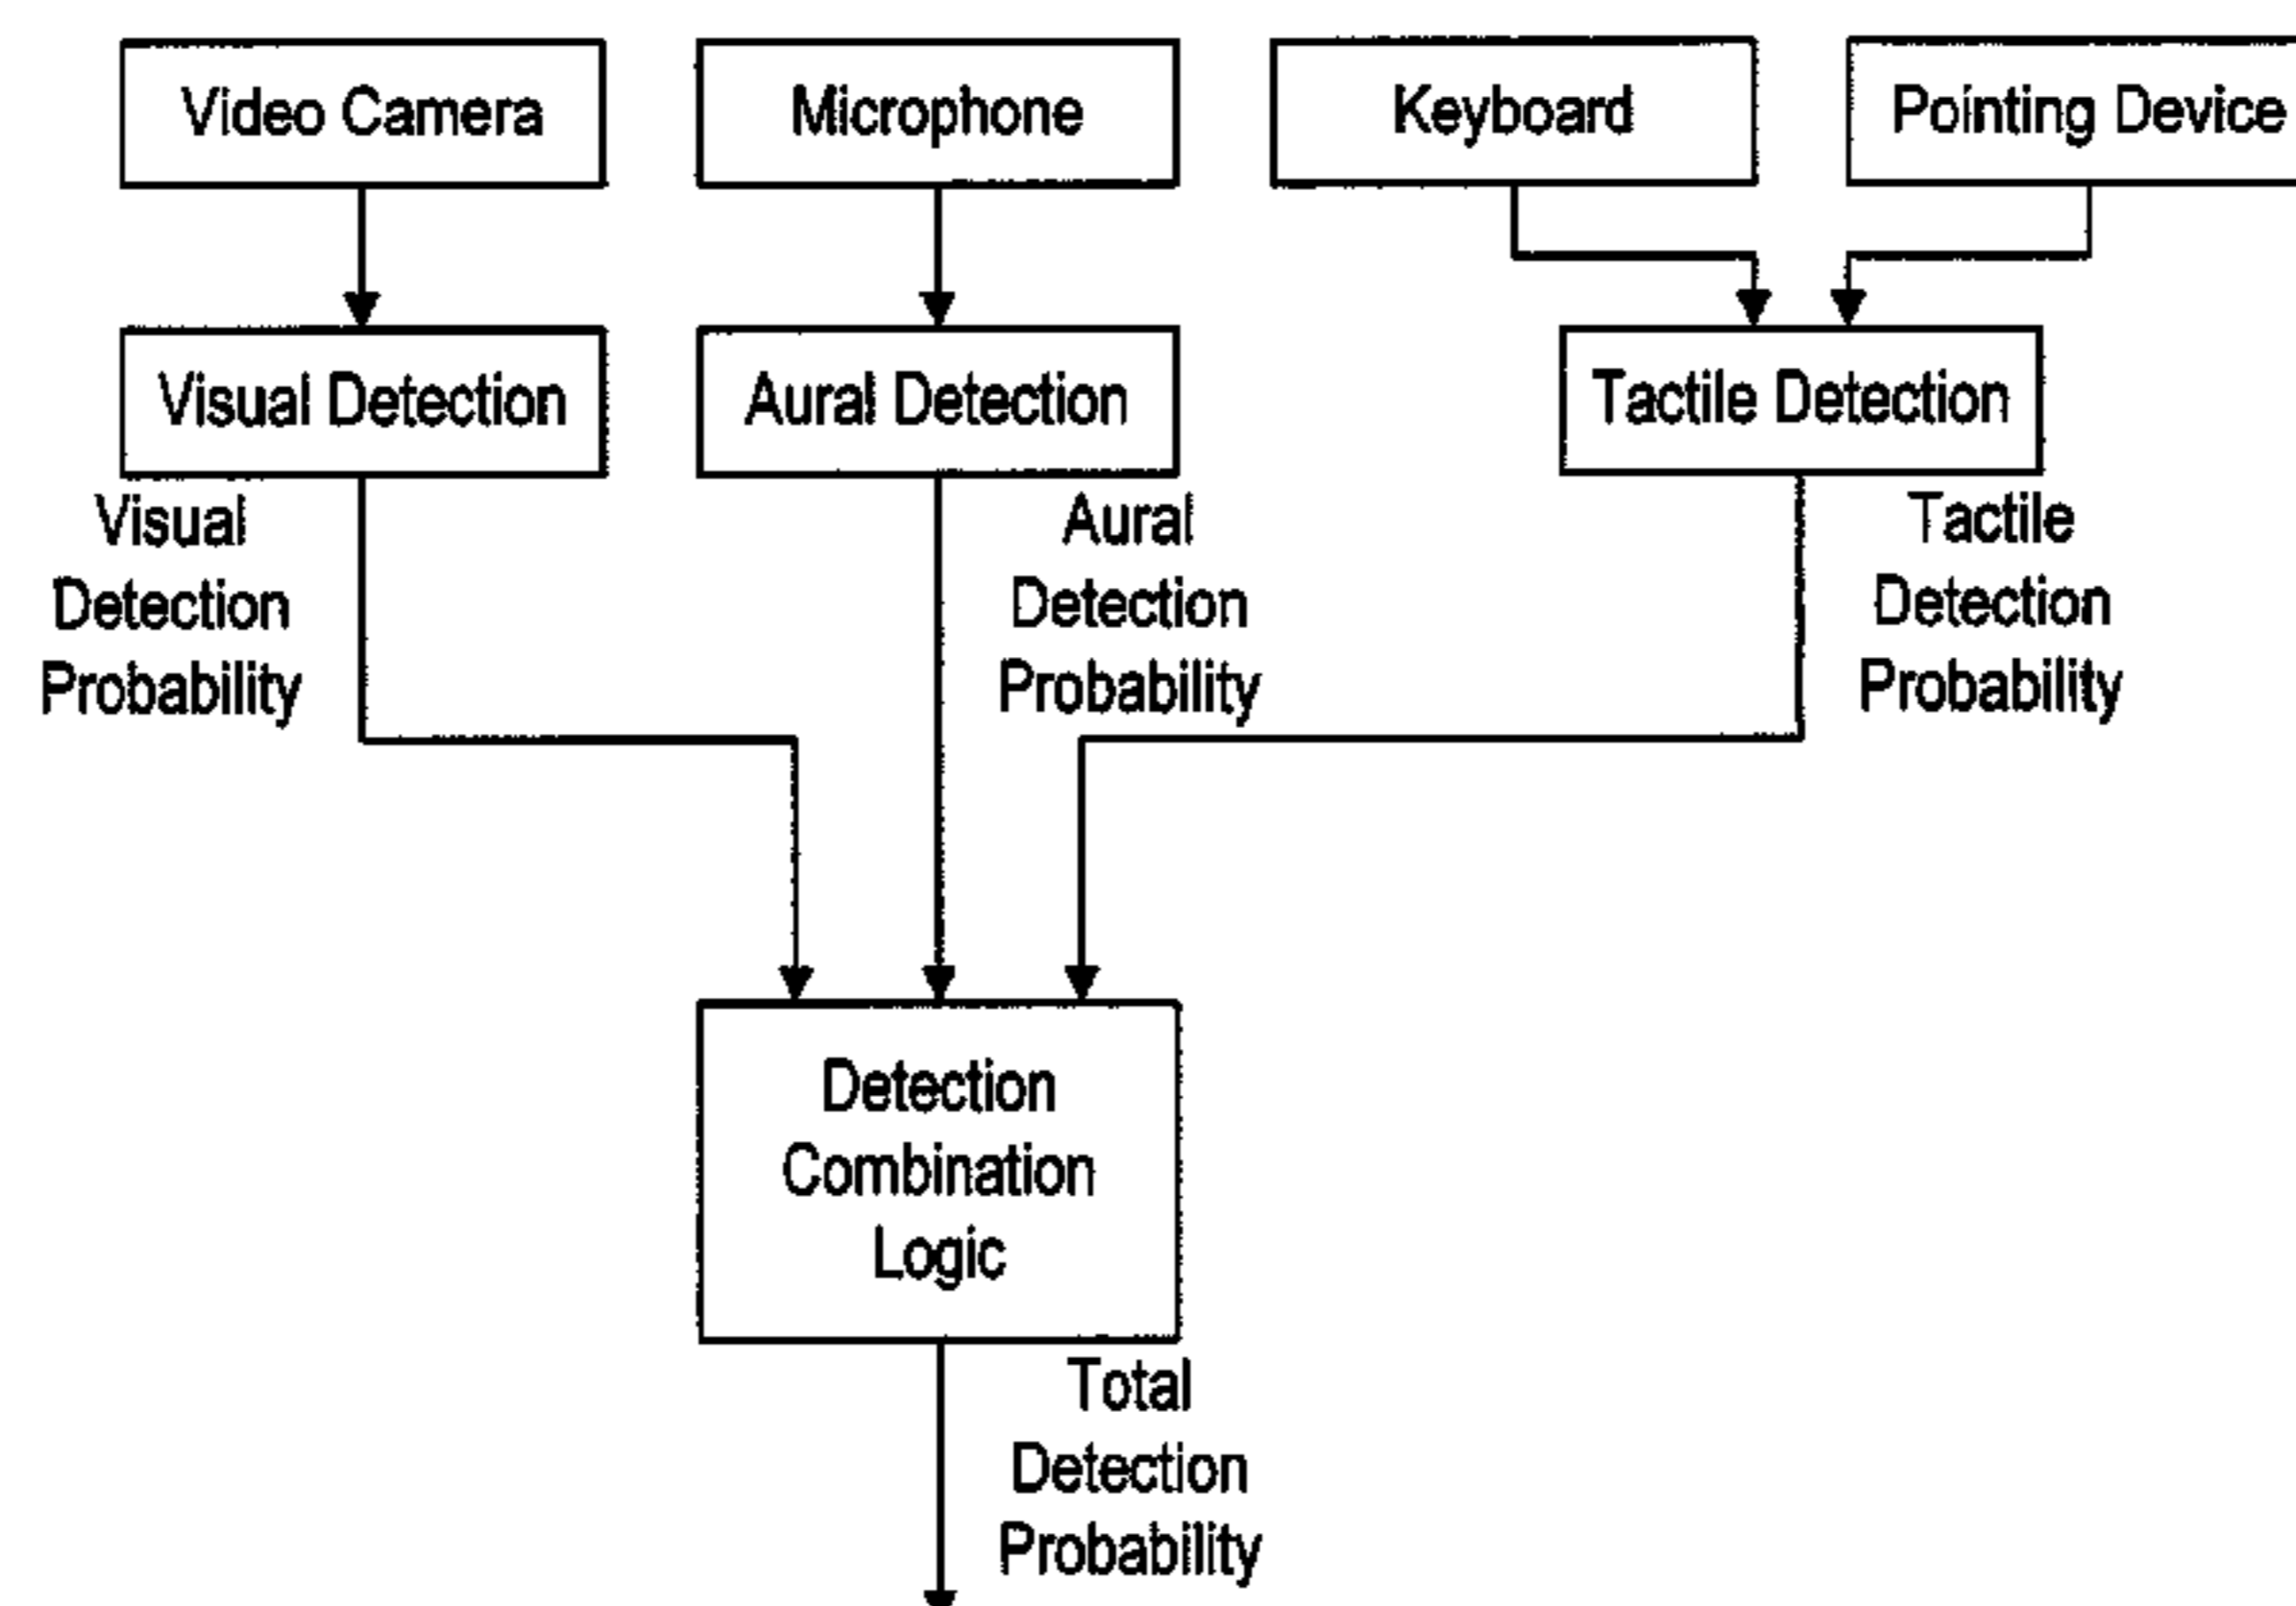 Video Camera
Microphone
Keyboard
Pointing Device
Visual Detection
Aural Detection
Tactile Detection
Visual
Detection
Probability
Aural
Detection
Probability
Tactile
Detection
Probability
Detection
Combination
Logic
Total
Detection
Probability